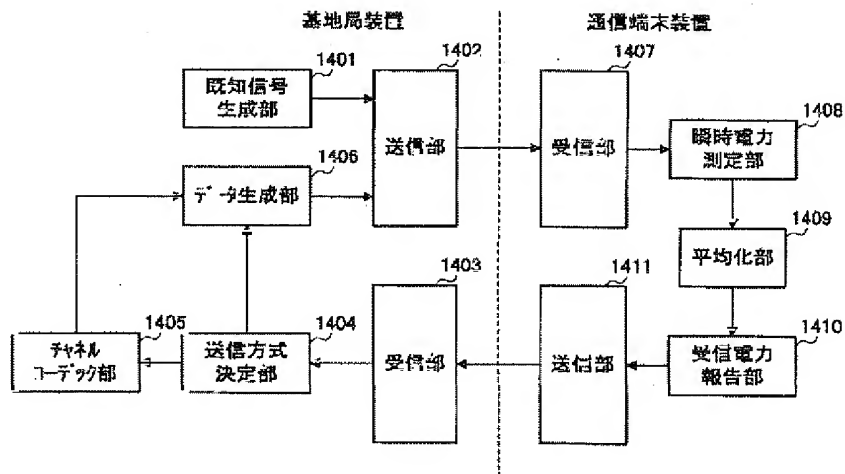 基地局装置
通信端末装置
1401
既知信号
生成部
1402
送信部
1407
受信部
1408
瞬時電力
測定部
1406
データ生成部
1409
平均化部
1403
受信部
1411
送信部
1405
チャネル
コーデック部
1404
送信方式
決定部
1410
受信電力
報告部